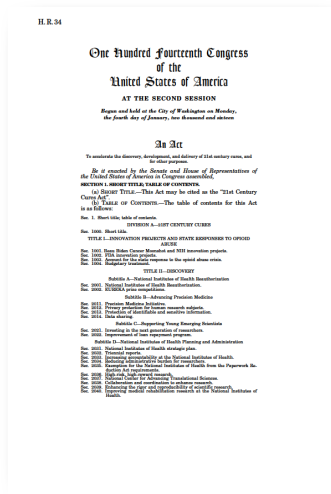 H. R. 34
One Hundred Fourteenth Congress
of the
United States of America
AT THE SECOND SESSION
Begun and held at the City of Washington on Monday,
the fourth day of January, two thousand and sixteen
An Act
To accelerate the discovery, development, and delivery of 21st century cures, and
for other purposes.
Be it enacted by the Senate and House of Representatives of
the United States of America in Congress assembled,
SECTION 1. SHORT TITLE; TABLE OF CONTENTS.
(a) SHORT TITLE.—This Act may be cited as the "21st Century
Cures Act".
(b) TABLE OF CONTENTS.—The table of contents for this Act
is as follows:
Sec. 1. Short title; table of contents.
DIVISION A—21ST CENTURY CURES
Sec. 1000. Short title.
TITLE I—INNOVATION PROJECTS AND STATE RESPONSES TO OPIOID
ABUSE
Sec. 1001. Beau Biden Cancer Moonshot and NIH innovation projects.
Sec. 1002. FDA innovation projects.
Sec. 1003. Account for the state response to the opioid abuse crisis.
Sec. 1004. Budgetary treatment.
TITLE II—DISCOVERY
Subtitle A—National Institutes of Health Reauthorization
Sec. 2001. National Institutes of Health Reauthorization.
Sec. 2002. EUREKA prize competitions.
Subtitle B—Advancing Precision Medicine
Sec. 2011. Precision Medicine Initiative.
Sec. 2012. Privacy protection for human research subjects.
Sec. 2013. Protection of identifiable and sensitive information.
Sec. 2014. Data sharing.
Subtitle C—Supporting Young Emerging Scientists
Sec. 2021. Investing in the next generation of researchers.
Sec. 2022. Improvement of loan repayment program.
Subtitle D—National Institutes of Health Planning and Administration
Sec. 2031. National Institutes of Health strategic plan.
Sec. 2032. Triennial reports.
Sec. 2033. Increasing accountability at the National Institutes of Health.
Sec. 2034. Reducing administrative burden for researchers.
Sec. 2035. Exemption for the National Institutes of Health from the Paperwork Re-
duction Act requirements.
Sec. 2036. High-risk, high-reward research.
Sec. 2037. National Center for Advancing Translational Sciences.
Sec. 2038. Collaboration and coordination to enhance research.
Sec. 2039. Enhancing the rigor and reproducibility of scientific research.
Sec. 2040. Improving medical rehabilitation research at the National Institutes of
Health.